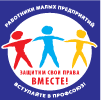 РАБОТНИКИ МАЛЫХ ПРЕДПРИЯТИЙ
ЗАЩИТИМ СВОИ ПРАВА
ВМЕСТЕ!
ВСТУПАЙТЕ В ПРОФСОЮЗ